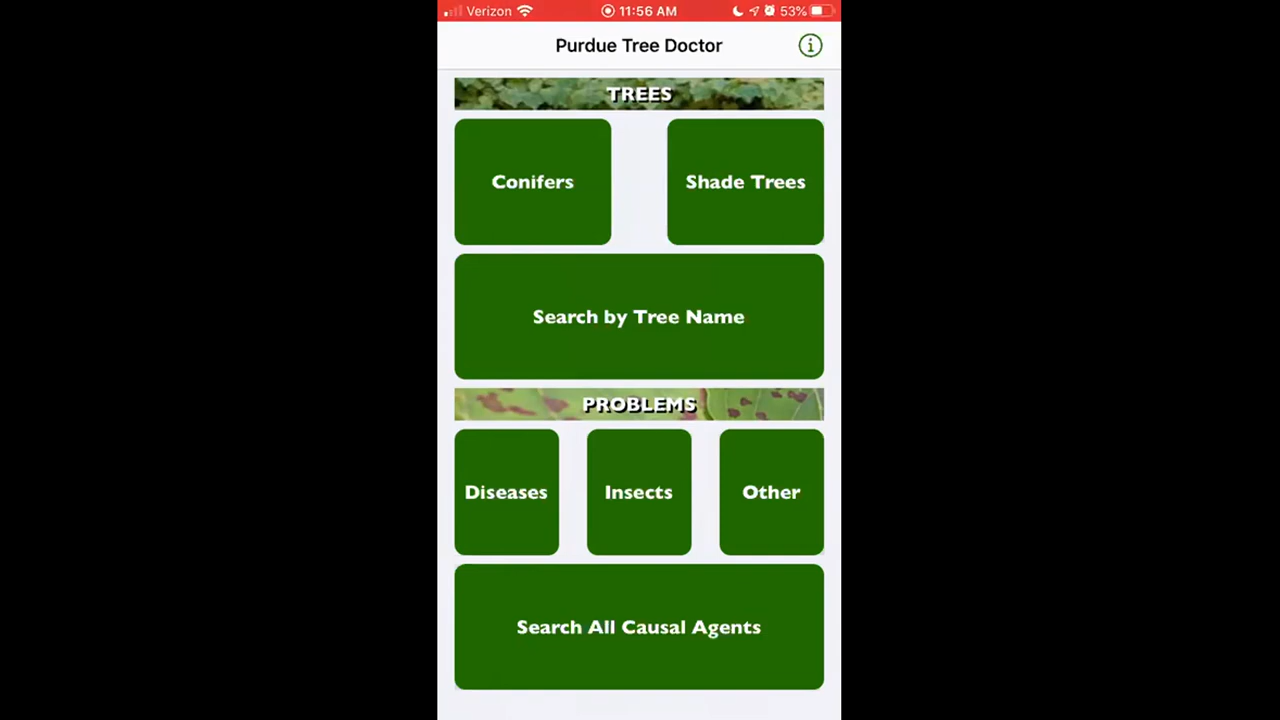 Verizon 11:56 AM 53%
Purdue Tree Doctor
TREES
Conifers
Shade Trees
Search by Tree Name
PROBLEMS
Diseases
Insects
Other
Search All Causal Agents